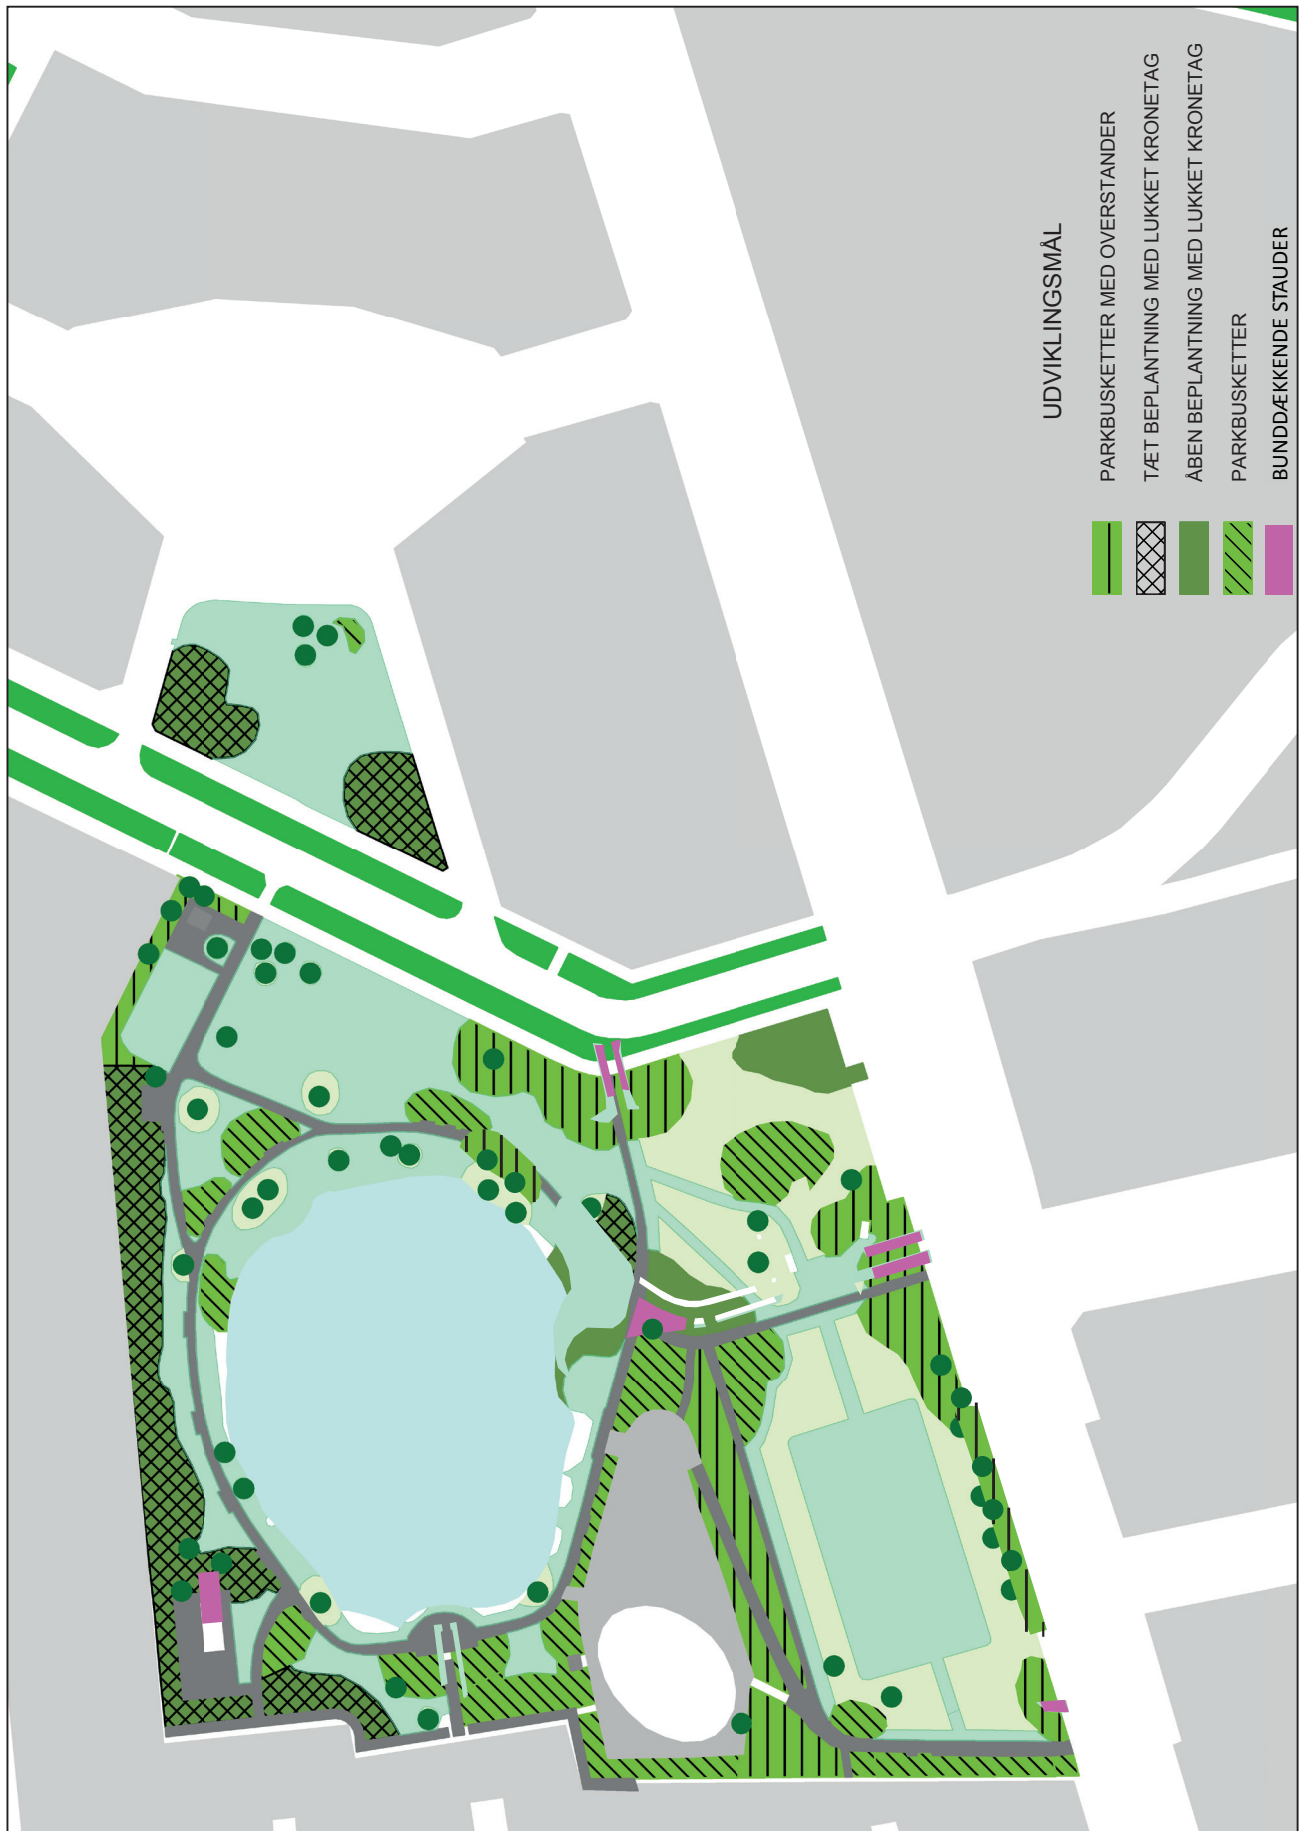 UDVIKLINGSMÅL
PARKBUSKETTER MED OVERSTANDER
TÆT BEPLANTNING MED LUKKET KRONETAG
ÅBEN BEPLANTNING MED LUKKET KRONETAG
PARKBUSKETTER
BUNDDÆKKENDE STAUDER